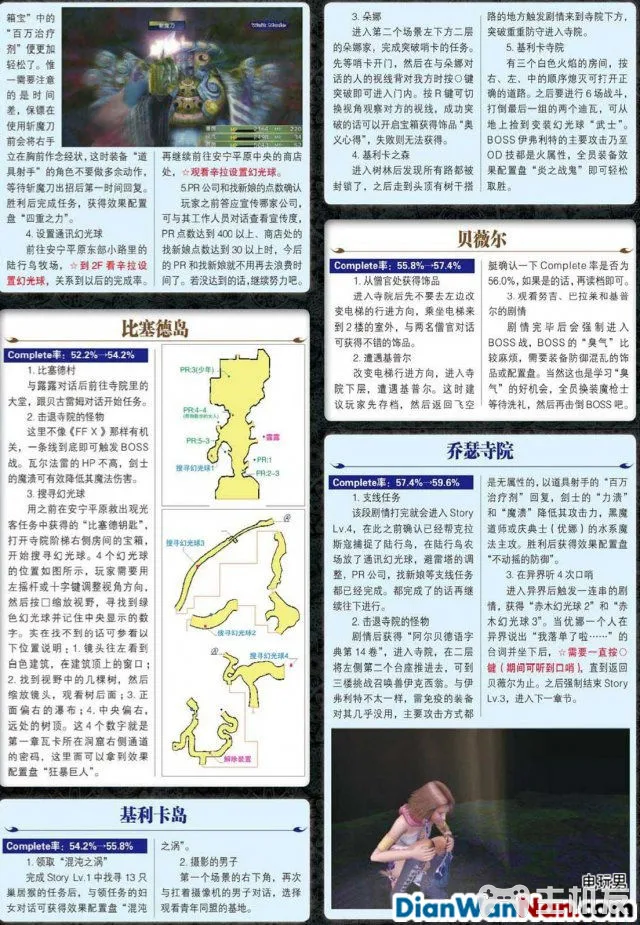 箱宝”中的
“百万治疗
剂”便更加
轻松了。惟
一需要注意
的是时间
差，保镖在
使用斩魔刀
前会将右手
立在胸前作念经状，这时装备“道
具射手”的角色要做多余动作，
等待斩魔刀出招后第一时间回复。
胜利后完成任务，获得效果配置
盘“四重之力”。
4. 设置通讯幻光球
前往安宁平原东部小路里的
陆行鸟牧场，☆到2F看辛拉设
置幻光球，关系到以后的完成率。
再继续前往安宁平原中央的商店
处，☆观看辛拉设置幻光球。
5.PR公司和找新娘的点数确认
玩家之前答应宣传哪家公司，
可与其工作人员对话查看宣传度，
PR点数达到400以上、商店处的
找新娘点数达到30以上时，今后
的PR和找新娘就不用再去浪费时
间了。若没达到的话，继续努力吧。
比塞德岛
Complete率：52.2%→54.2%
1. 比塞德村
与露露对话后前往寺院里的
大堂，跟贝古雷姆对话开始任务。
2. 击退寺院的怪物
这里不像《FF X》那样有机
关，一条线到底即可触发BOSS
战。瓦尔法雷的HP不高，剑士
的魔溃可有效降低其魔法伤害。
3. 搜寻幻光球
用之前在安宁平原救出观光
客任务中获得的“比塞德钥匙”，
打开寺院阶梯右侧房间的宝箱，
开始搜寻幻光球。4个幻光球
的位置如图所示，玩家需要用
左摇杆或十字键调整视角方向，
然后按□缩放视野，寻找到绿
色幻光球并记住中央显示的数
字。实在找不到的话可参看以
下位置说明：1. 镜头往左看到
白色建筑，在建筑顶上的窗口；
2. 找到视野中的几棵树，然后
缩放镜头，观看树后面；3. 正
面偏右的瀑布；4. 中央偏右，
远处的树顶。这4个数字就是
第一章瓦卡所在洞窟右侧通道
的密码，这里面可以拿到效果
配置盘“狂暴巨人”。
PR:3(少年)
PR:4-4
PR:5-3
露露
PR:1
搜寻幻光球1
PR:2-3
搜寻幻光球3
搜寻幻光球2
搜寻幻光球4
解除装置
基利卡岛
Complete率：54.2%→55.8%
1. 领取“混沌之涡”
完成Story Lv.1中找寻13只
巢居猴的任务后，与领任务的妇
女对话可获得效果配置盘“混沌
之涡”。
2. 摄影的男子
第一个场景的右下角，再次
与扛着摄像机的男子对话，选择
观看青年同盟的基地。
3. 朵娜
进入第二个场景左下方二层
的朵娜家，完成突破哨卡的任务。
先等哨卡开门，然后在与朵娜对
话的人的视线背对我方时按○键
突破即可进入门内。按R键可切
换视角观察对方的视线，成功突
破的话可以开启宝箱获得饰品“奥
义心得”，失败则无法获得。
4. 基利卡之森
进入树林后发现所有路都被
封锁了，之后走到头顶有树干搭
路的地方触发剧情来到寺院下方，
突破重重防守进入寺院。
5. 基利卡寺院
有三个白色火焰的房间，按
右、左、中的顺序熄灭可打开正
确的道路。之后要进行6场战斗，
打倒最后一组的两个迪瓦，可从
地上捡到变装幻光球“武士”。
BOSS伊弗利特的主要攻击乃至
OD技都是火属性，全员装备效
果配置盘“炎之战鬼”即可轻松
取胜。
贝薇尔
Complete率：55.8%→57.4%
1. 从僧官处获得饰品
进入寺院后先不要去左边改
变电梯的行进方向，乘坐电梯来
到2楼的室外，与两名僧官对话
可获得不错的饰品。
2. 遭遇基普尔
改变电梯行进方向，进入寺
院下层，遭遇基普尔。这时建
议玩家先存档，然后返回飞空
艇确认一下Complete率是否为
56.0%，如果是的话，再读档即可。
3. 观看努吉、巴拉莱和基普
尔的剧情
剧情完毕后会强制进入
BOSS战，BOSS的“臭气”比
较麻烦，需要装备防御混乱的饰
品或配置盘。当然这也是学习“臭
气”的好机会，全员换装魔枪士
等待洗礼，然后再击倒BOSS吧。
乔瑟寺院
Complete率：57.4%→59.6%
1. 支线任务
该段剧情打完就会进入Story
Lv.4，在此之前确认已经帮克拉
斯寇捕捉了陆行鸟，在陆行鸟农
场放了通讯幻光球，避雷塔的调
整，PR公司，找新娘等支线任务
都已经完成。都完成了的话再继
续往下进行。
2. 击退寺院的怪物
剧情后获得“阿尔贝德语字
典第14卷”，进入寺院，在二层
将左侧第二个台座推进去，可到
三楼挑战召唤兽伊克西翁。与伊
弗利特不太一样，雷免疫的装备
对其几乎没用，主要攻击方式都
是无属性的，以道具射手的“百万
治疗剂”回复，剑士的“力溃”和
“魔溃”降低其攻击力，黑魔
道师或庆典士（优娜）的水系魔
法主攻。胜利后获得效果配置盘
“不动摇的防御”。
3. 在异界听4次口哨
进入异界后触发一连串的剧
情，获得“赤木幻光球2”和“赤
木幻光球3”。当优娜一个人在
异界说出“我落单了啦……”的
台词并坐下后，☆需要一直按○
键（期间可听到口哨），直到返回
贝薇尔为止。之后强制结束Story
Lv.3，进入下一章节。
电玩男
DianWanNan.com